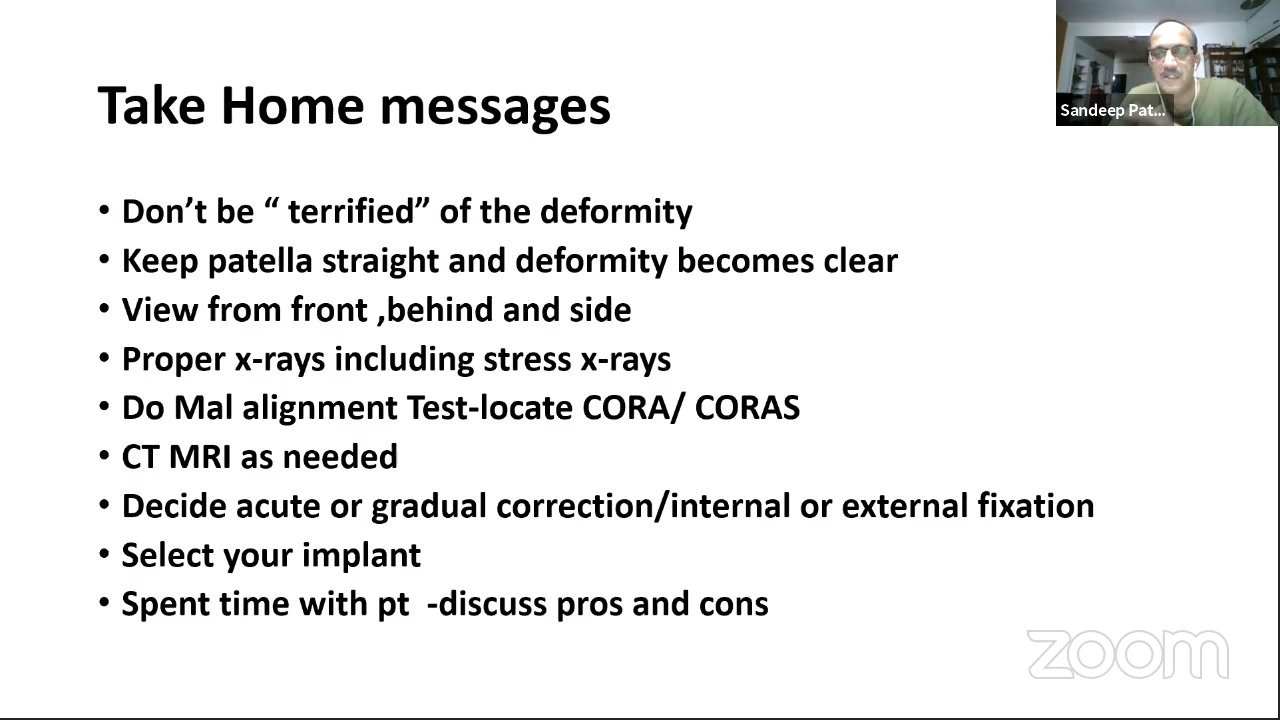 Take Home messages
Sandeep Pat...
• Don’t be “ terrified” of the deformity
• Keep patella straight and deformity becomes clear
• View from front ,behind and side
• Proper x-rays including stress x-rays
• Do Mal alignment Test-locate CORA/ CORAS
• CT MRI as needed
• Decide acute or gradual correction/internal or external fixation
• Select your implant
• Spent time with pt  -discuss pros and cons
zoom